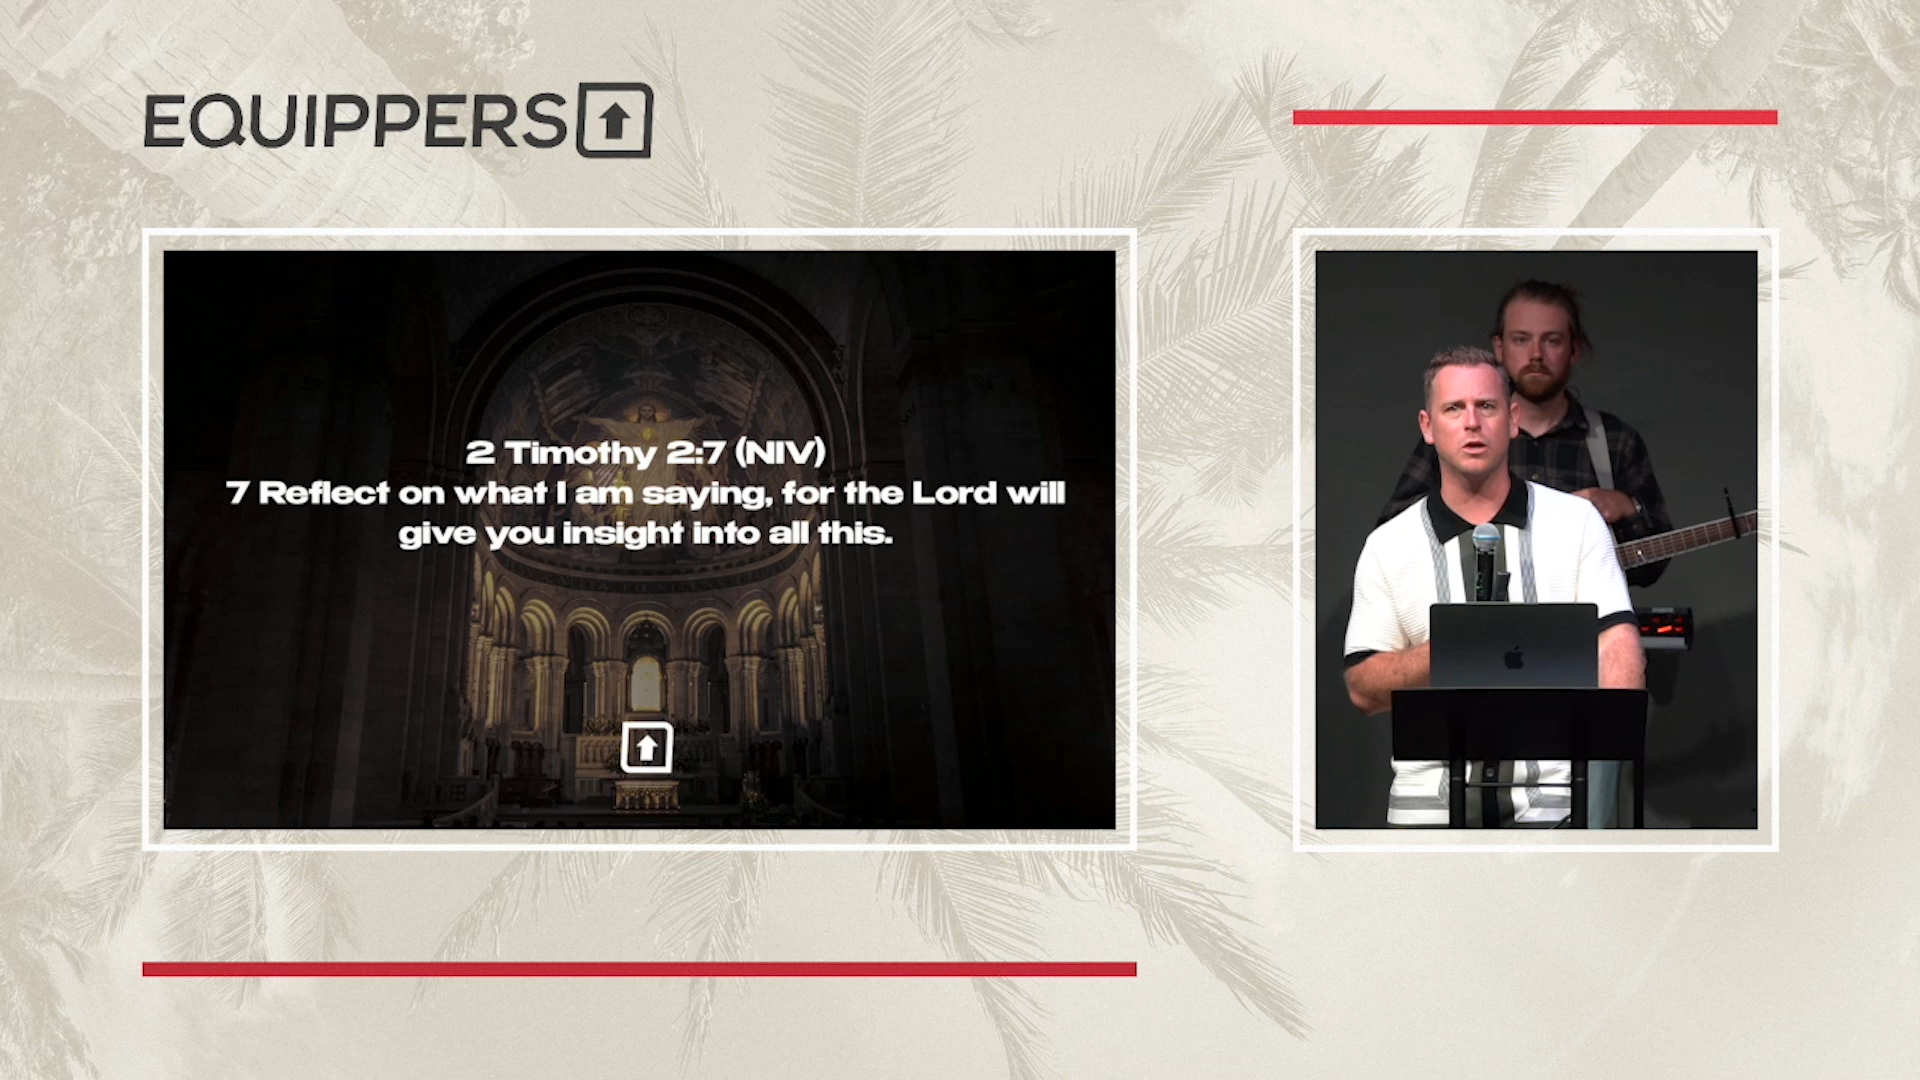 EQUIPPERS
2 Timothy 2:7 (NIV)
7 Reflect on what I am saying, for the Lord will
give you insight into all this.